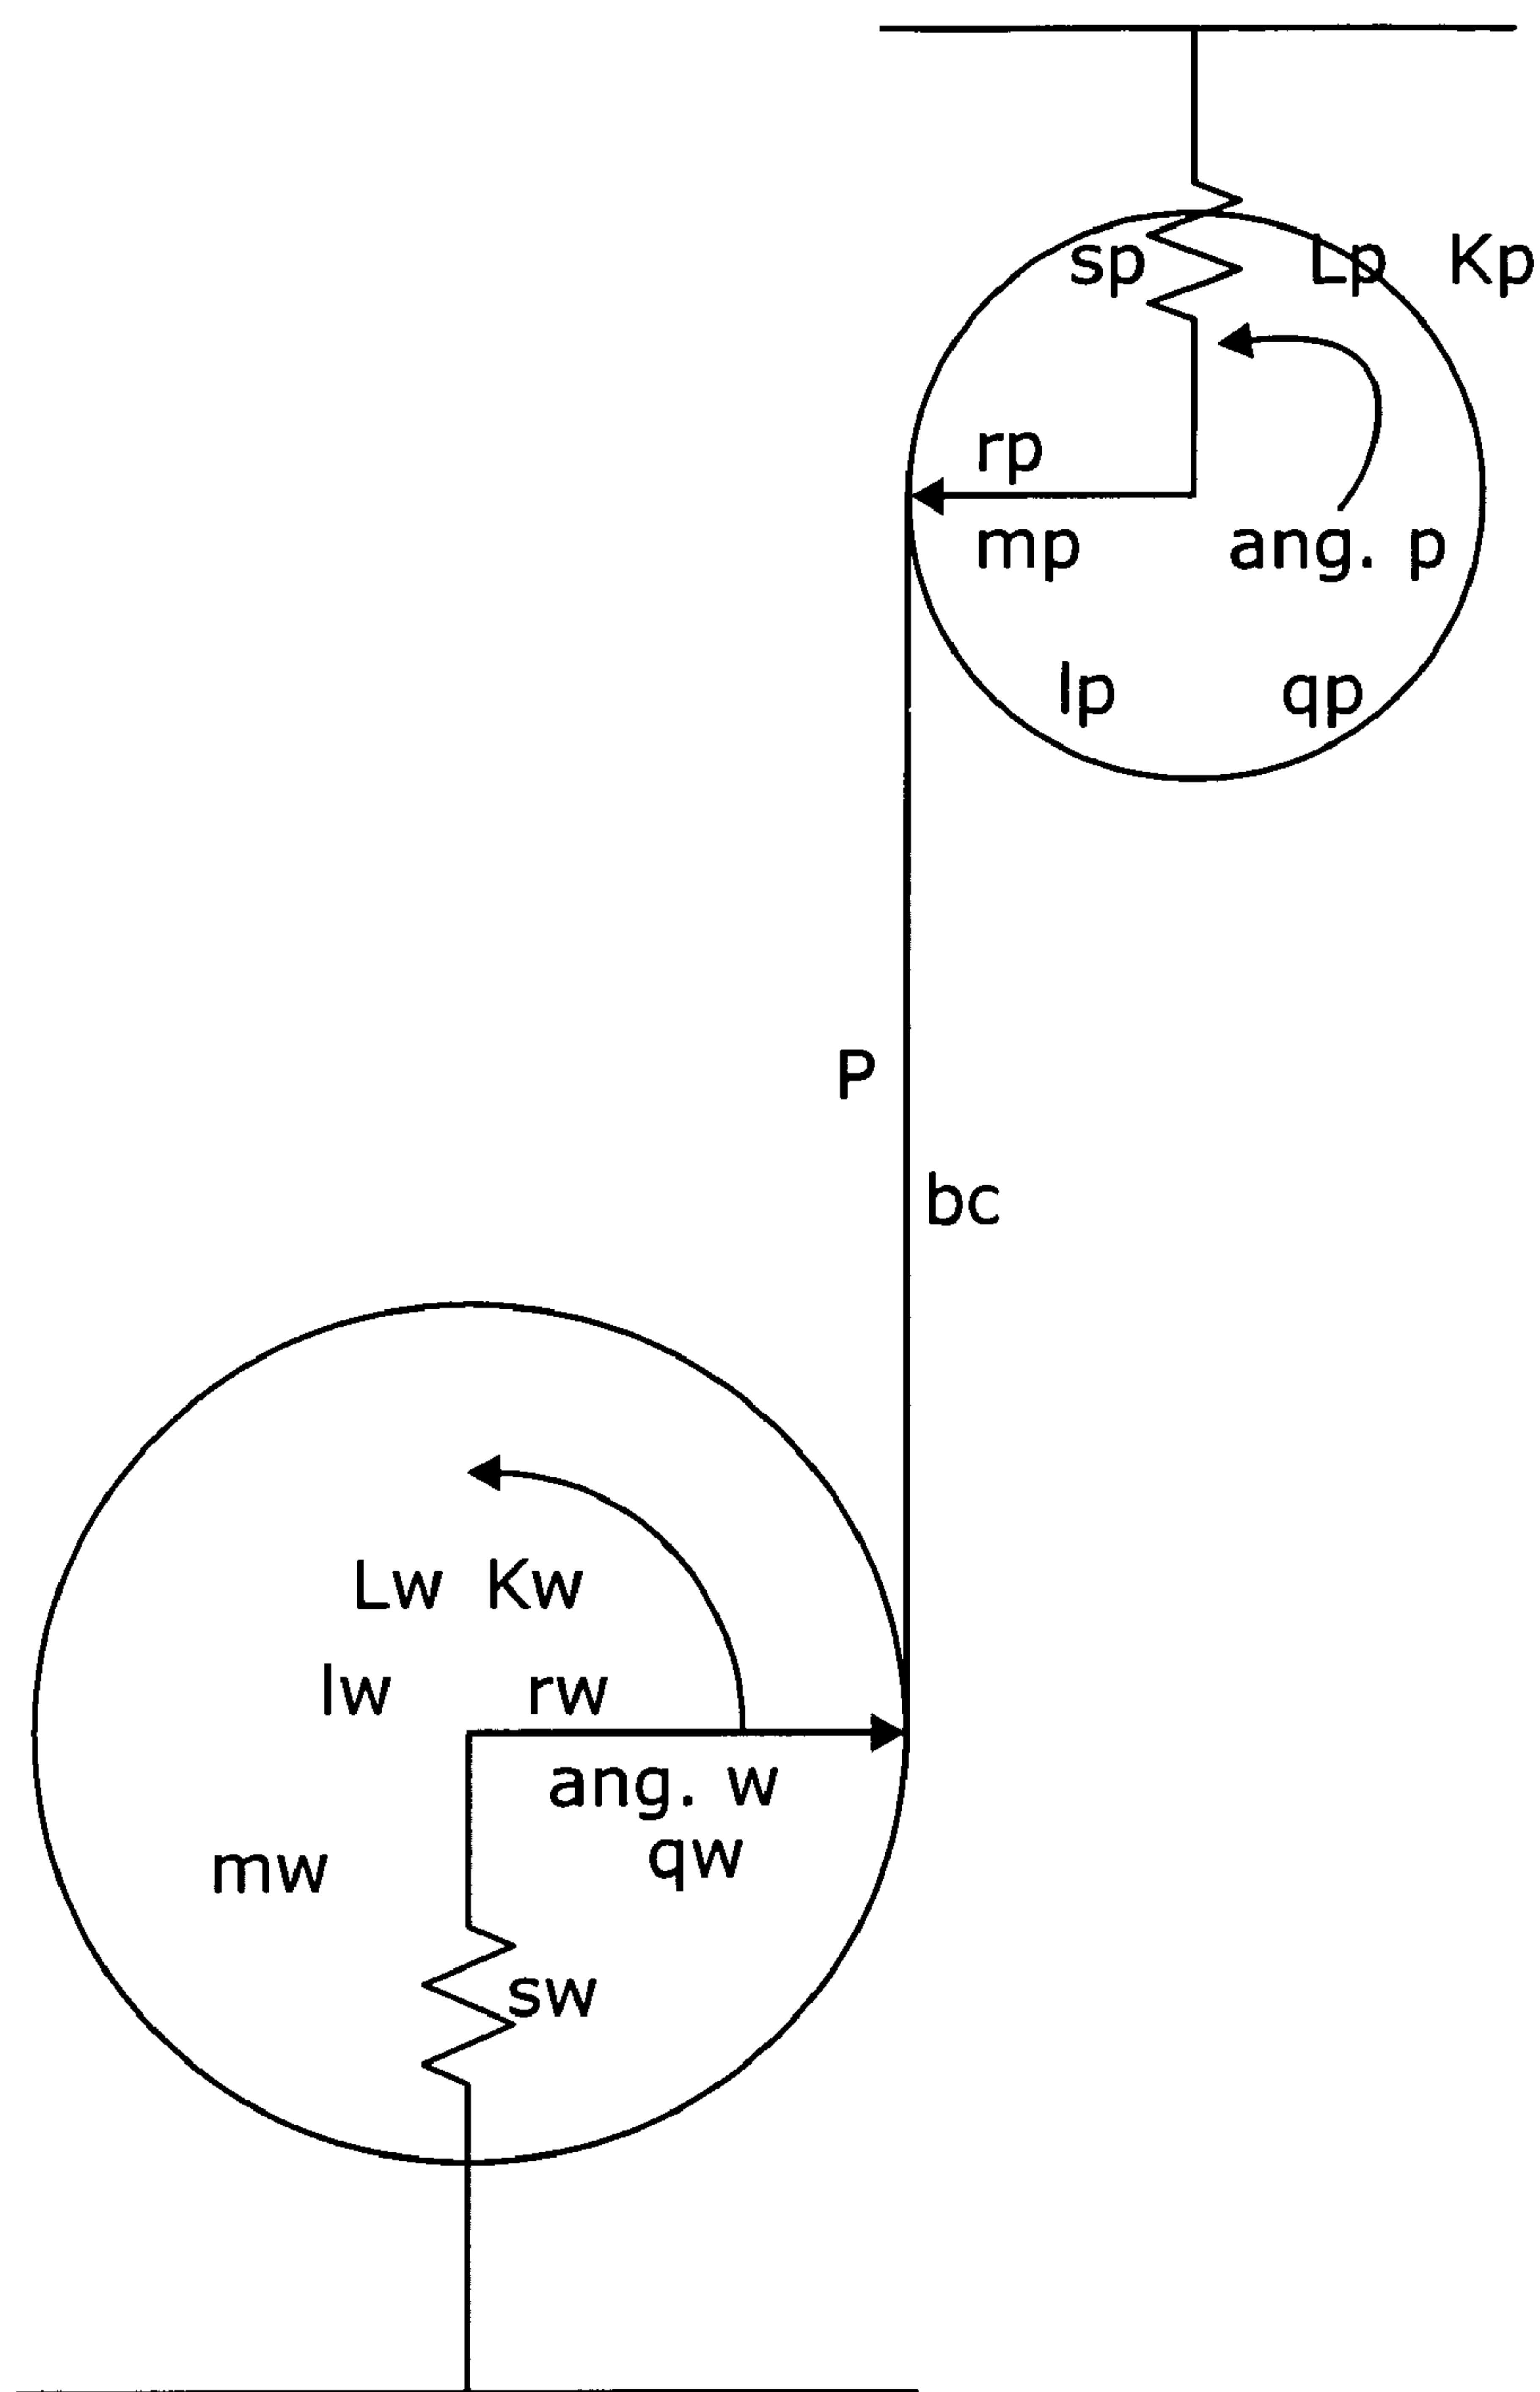 sp Lp Kp
rp
mp ang. p
lp qp
P
bc
Lw Kw
lw rw
ang. w
mw qw
sw